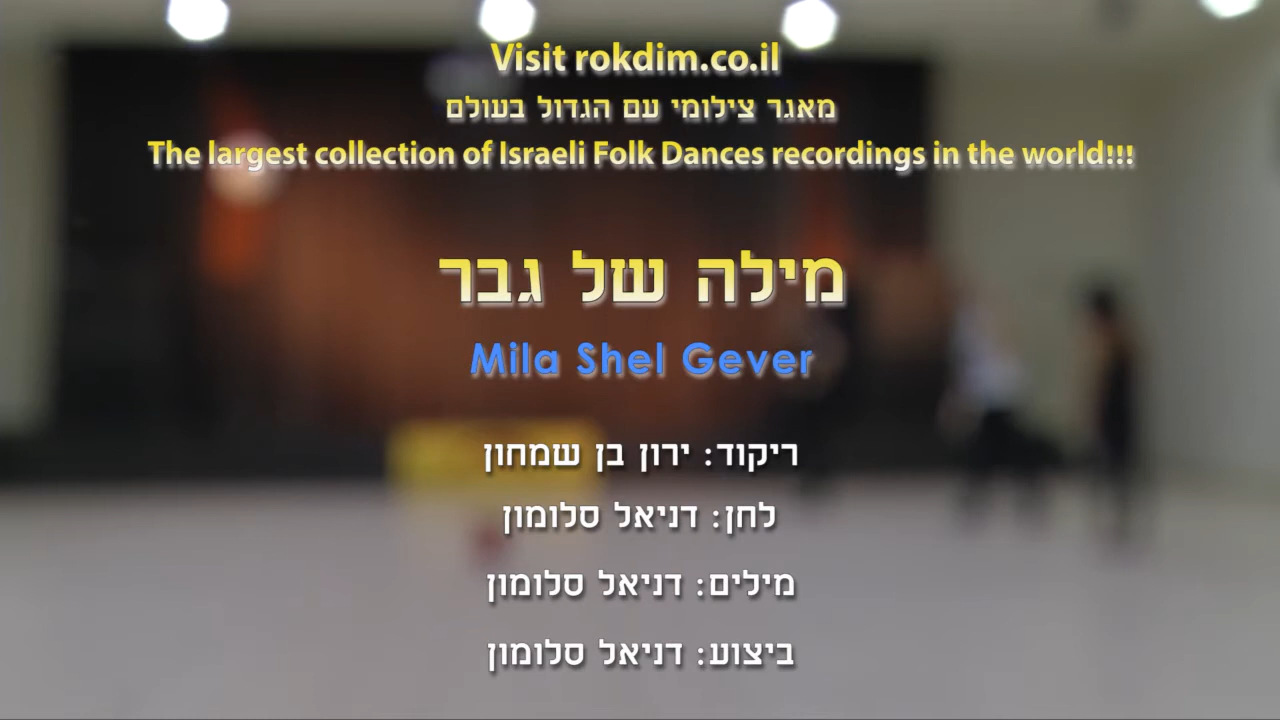 Visit rokdim.co.il
מאגר צילומי עם הגדול בעולם
The largest collection of Israeli Folk Dances recordings in the world!!!
מילה של גבר
Mila Shel Gever
ריקוד: ירון בן שמחון
לחן: דניאל סלומון
מילים: דניאל סלומון
ביצוע: דניאל סלומון